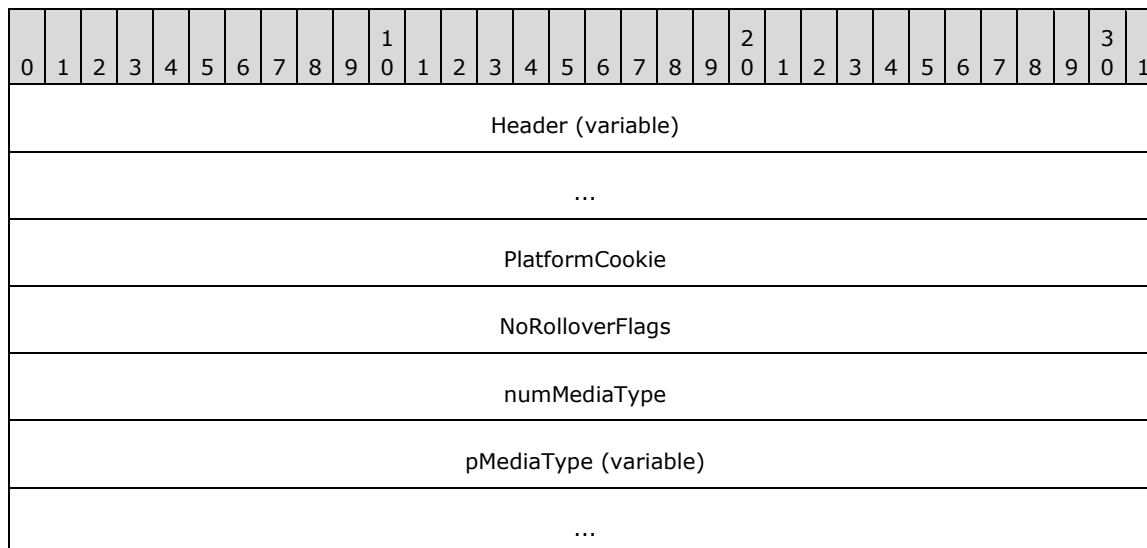 1 2 3
0 1 2 3 4 5 6 7 8 9 0 1 2 3 4 5 6 7 8 9 0 1 2 3 4 5 6 7 8 9 0 1
Header (variable)
...
PlatformCookie
NoRolloverFlags
numMediaType
pMediaType (variable)
...